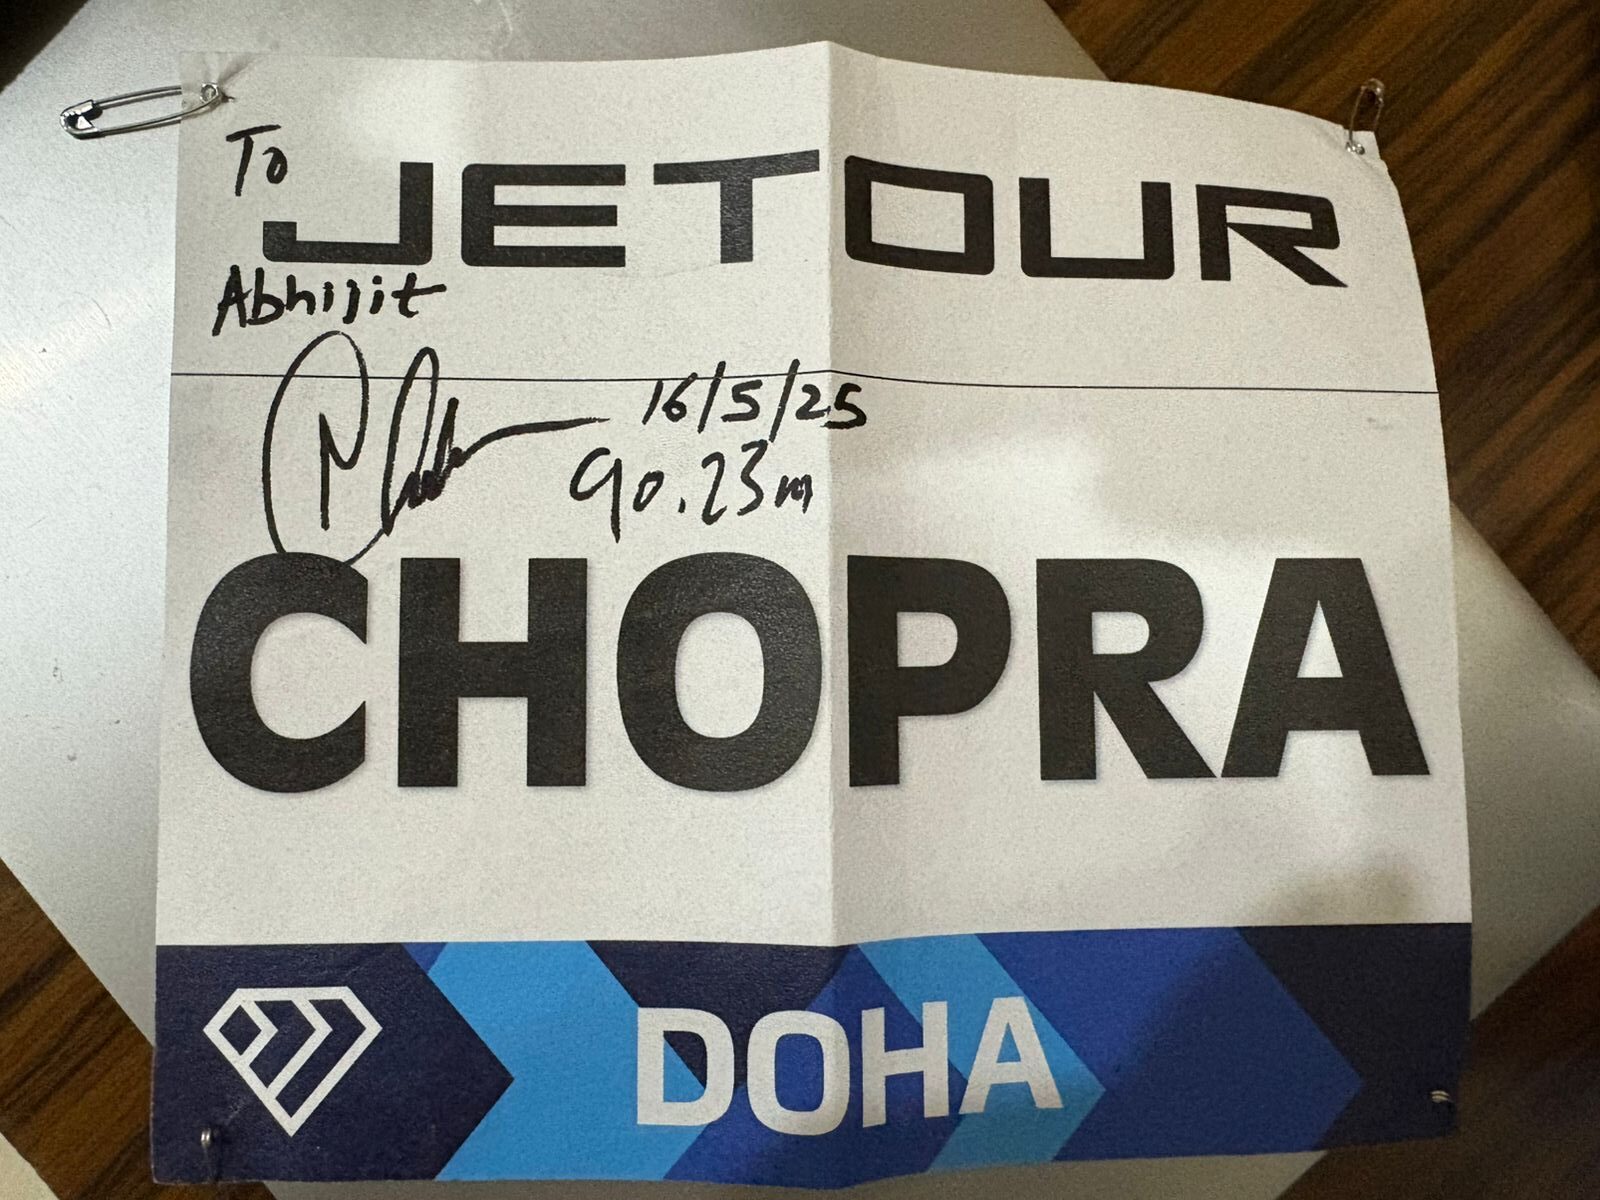 To
JETOUR
Abhijit
16/5/25
90.23m
CHOPRA
DOHA